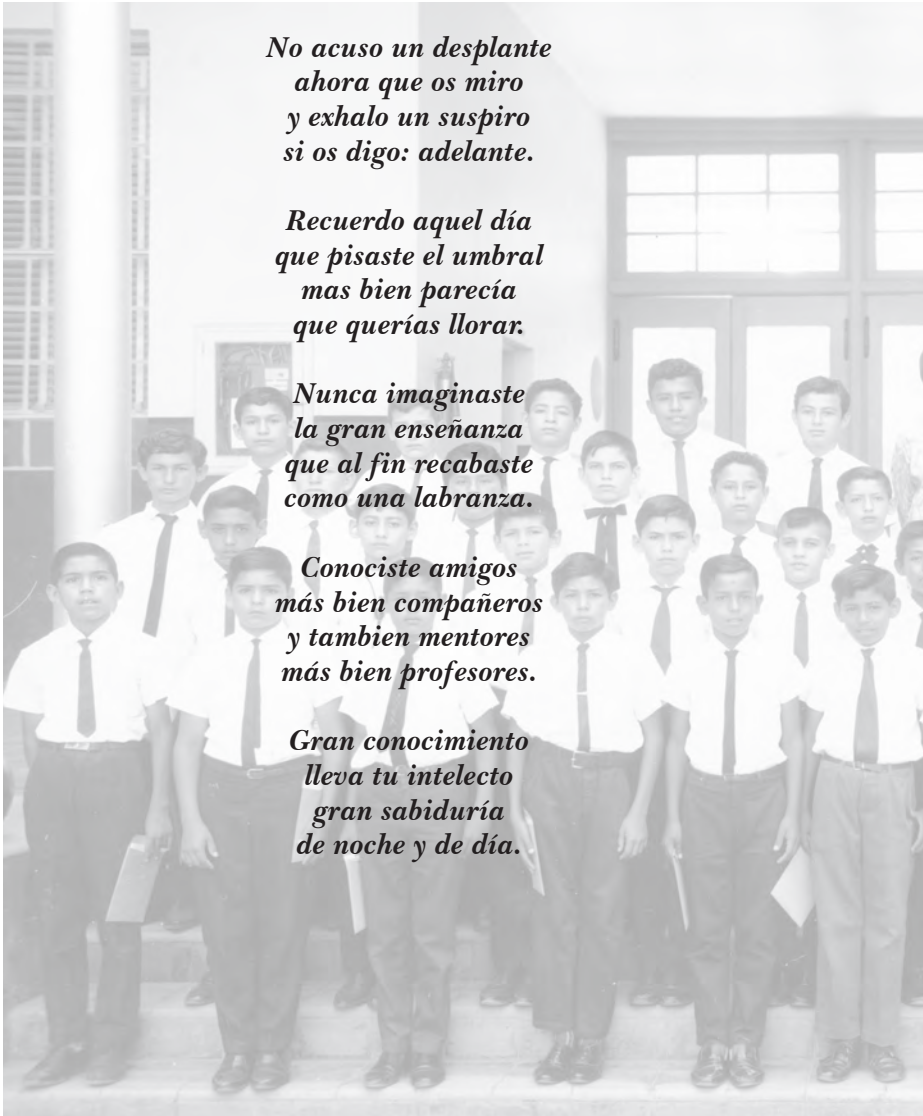 No acuso un desplante
ahora que os miro
y exhalo un suspiro
si os digo: adelante.
Recuerdo aquel día
que pisaste el umbral
mas bien parecía
que querías llorar.
Nunca imaginaste
la gran enseñanza
que al fin recabaste
como una labranza.
Conociste amigos
más bien compañeros
y tambien mentores
más bien profesores.
Gran conocimiento
lleva tu intelecto
gran sabiduría
de noche y de día.